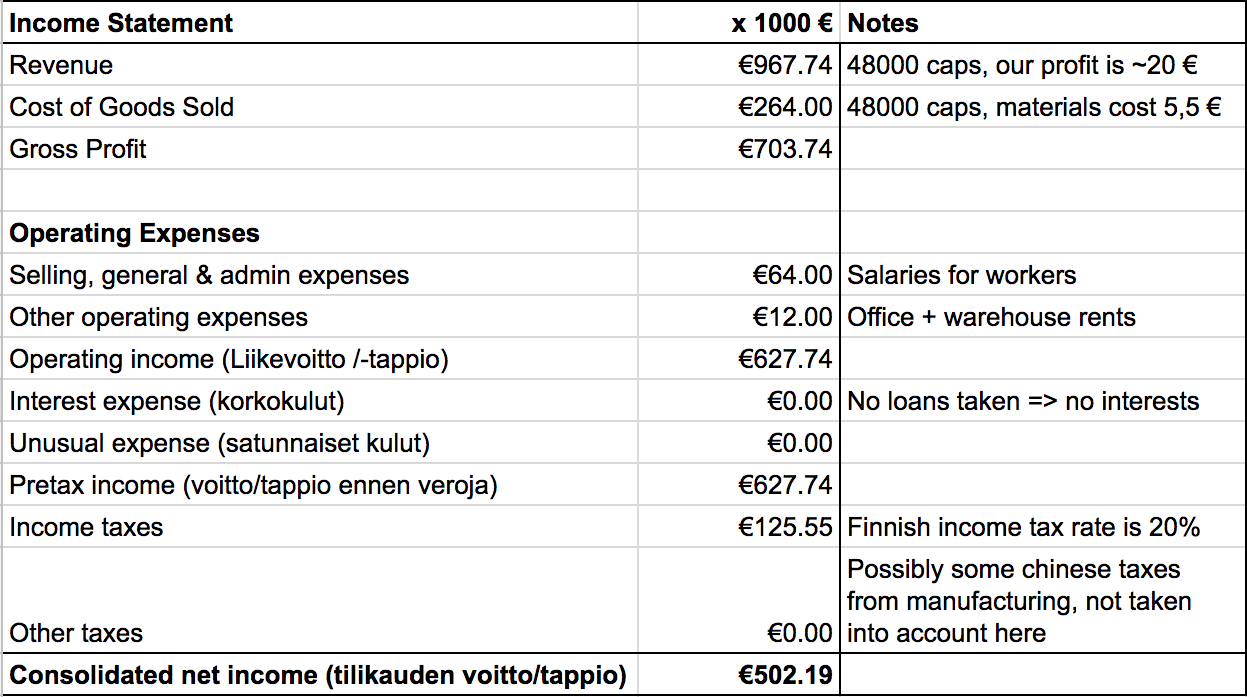 Income Statement x 1000 € Notes
Revenue €967.74 48000 caps, our profit is ~20 €
Cost of Goods Sold €264.00 48000 caps, materials cost 5,5 €
Gross Profit €703.74
Operating Expenses
Selling, general & admin expenses €64.00 Salaries for workers
Other operating expenses €12.00 Office + warehouse rents
Operating income (Liikevoitto /-tappio) €627.74
Interest expense (korkokulut) €0.00 No loans taken => no interests
Unusual expense (satunnaiset kulut) €0.00
Pretax income (voitto/tappio ennen veroja) €627.74
Income taxes €125.55 Finnish income tax rate is 20%
Possibly some chinese taxes
from manufacturing, not taken
Other taxes €0.00 into account here
Consolidated net income (tilikauden voitto/tappio) €502.19